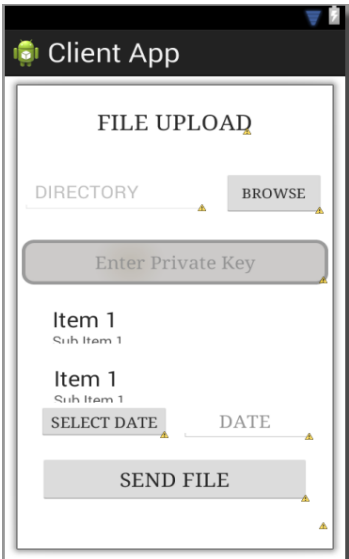 Client App
FILE UPLOAD
DIRECTORY BROWSE
Enter Private Key
Item 1
Sub Item 1
Item 1
Sub Item 1
SELECT DATE DATE
SEND FILE